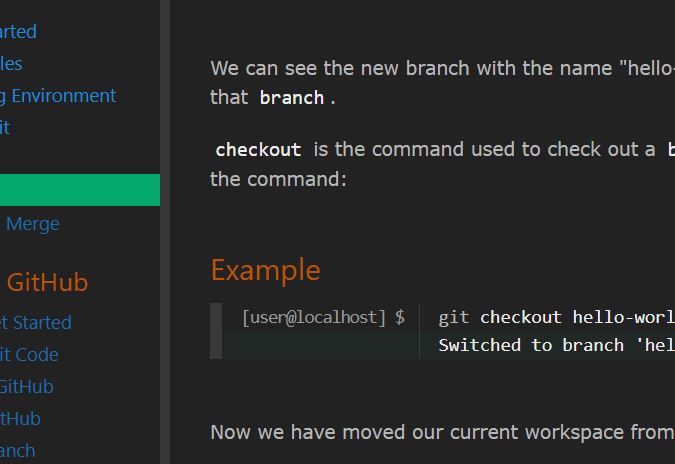 arted
les
g Environment
it
Merge
GitHub
et Started
it Code
GitHub
tHub
anch
We can see the new branch with the name "hello-
that branch.
checkout is the command used to check out a b
the command:
Example
[user@localhost] $ git checkout hello-worl
Switched to branch 'hel
Now we have moved our current workspace from